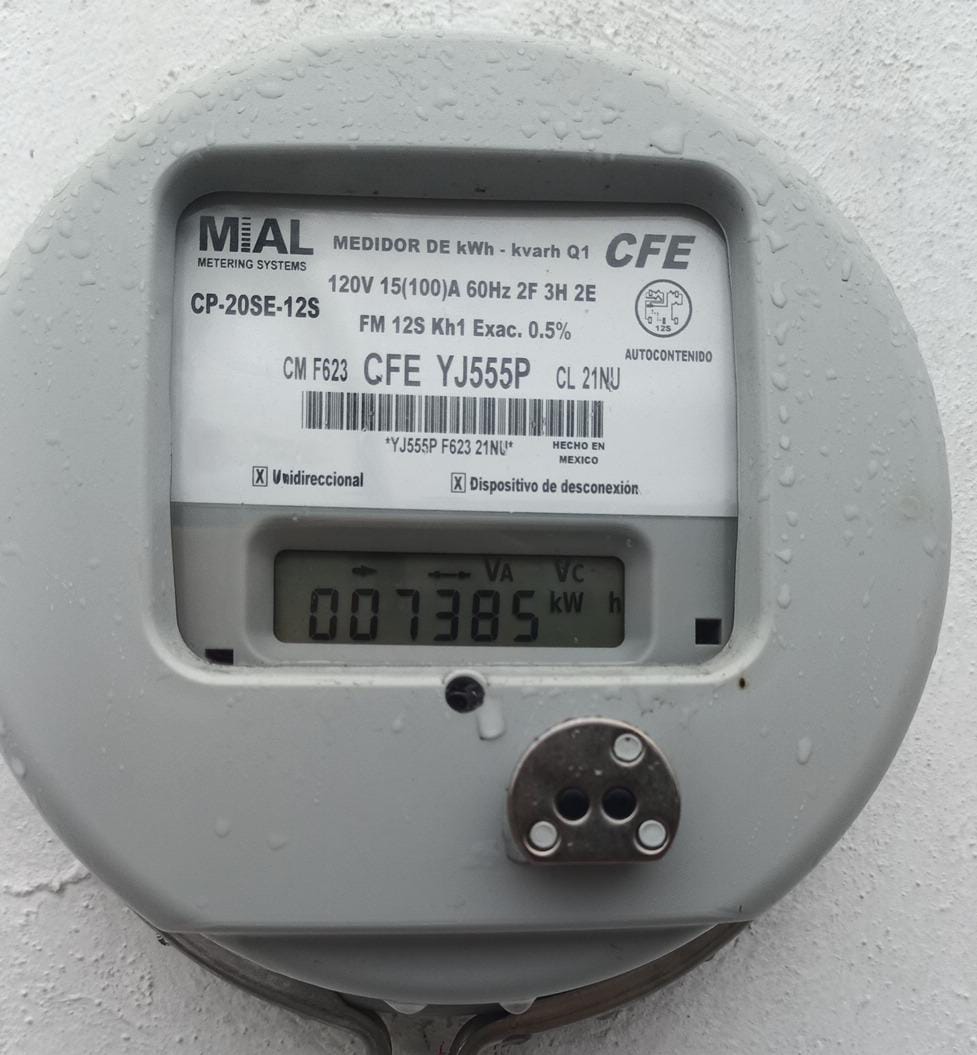 MIAL
METERING SYSTEMS
MEDIDOR DE kWh - kvarh Q1
CFE
120V 15(100)A 60Hz 2F 3H 2E
CP-20SE-12S
FM 12S Kh1 Exac. 0.5%
12S
AUTOCONTENIDO
CM F623 CFE YJ555P CL 21NU
*YJ555P F623 21NU*
HECHO EN
MEXICO
X Unidireccional
X Dispositivo de desconexión
VA VC
007385 kW h